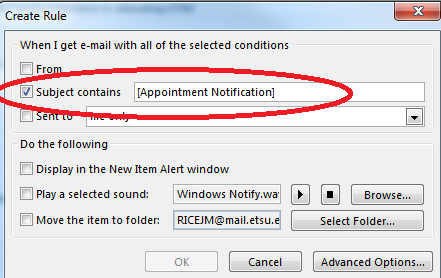 Create Rule
When I get e-mail with all of the selected conditions
From
Subject contains [Appointment Notification]
Sent to me only
Do the following
Display in the New Item Alert window
Play a selected sound: Windows Notify.wa Browse...
Move the item to folder: RICEJM@mail.etsu.e Select Folder...
OK Cancel Advanced Options...